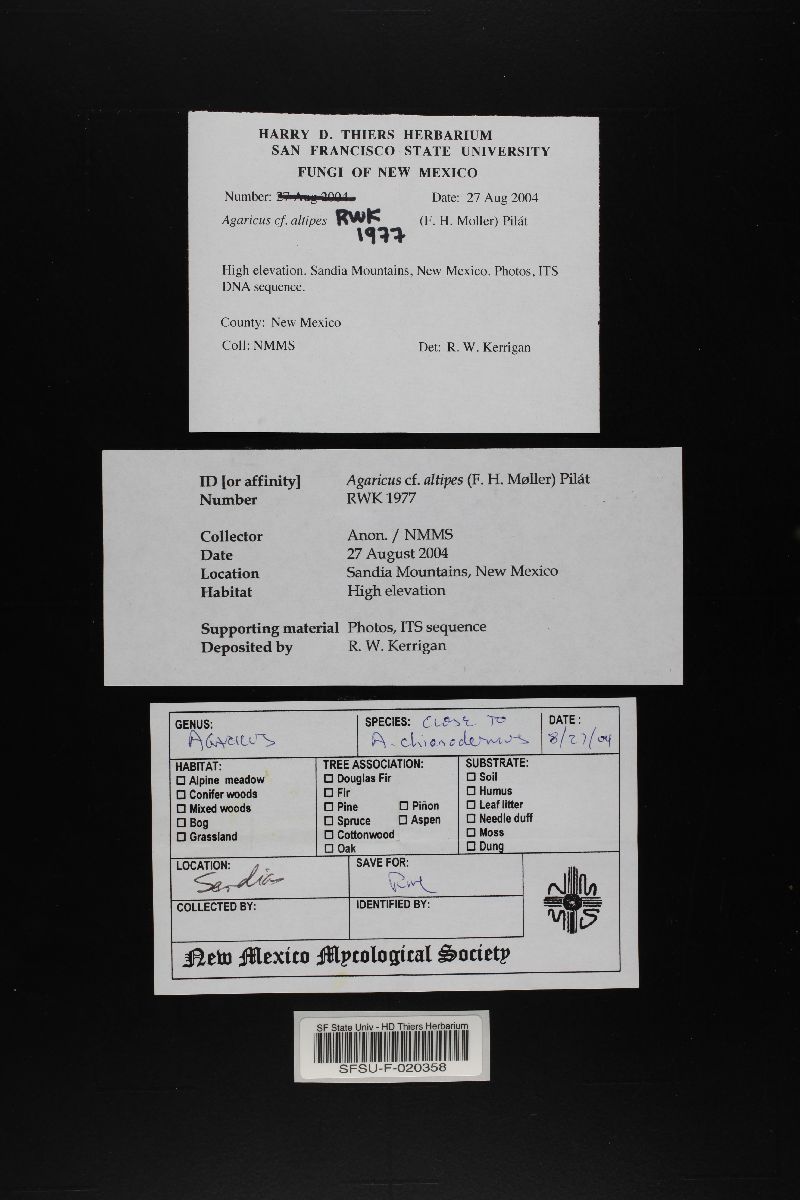 HARRY D. THIERS HERBARIUM
SAN FRANCISCO STATE UNIVERSITY
FUNGI OF NEW MEXICO
Number: 27 Aug 2004 Date: 27 Aug 2004
Agaricus cf. altipes RWK 1977 (F. H. Moller) Pilát
High elevation. Sandia Mountains, New Mexico. Photos, ITS
DNA sequence.
County: New Mexico
Coll: NMMS Det: R. W. Kerrigan
ID [or affinity] Agaricus cf. altipes (F. H. Møller) Pilát
Number RWK 1977
Collector Anon. / NMMS
Date 27 August 2004
Location Sandia Mountains, New Mexico
Habitat High elevation
Supporting material Photos, ITS sequence
Deposited by R. W. Kerrigan
GENUS: AGARICUS SPECIES: CLOSE TO A. chionodermus DATE: 8/27/04
HABITAT: TREE ASSOCIATION: SUBSTRATE:
☐ Alpine meadow ☐ Douglas Fir ☐ Soil
☐ Conifer woods ☐ Fir ☐ Humus
☐ Mixed woods ☐ Pine ☐ Piñon ☐ Leaf litter
☐ Bog ☐ Spruce ☐ Aspen ☐ Needle duff
☐ Grassland ☐ Cottonwood ☐ Moss
☐ Oak ☐ Dung
LOCATION: Sandia SAVE FOR:
COLLECTED BY: IDENTIFIED BY:
NMMS
New Mexico Mycological Society
SF State Univ - HD Thiers Herbarium
SFSU-F-020358